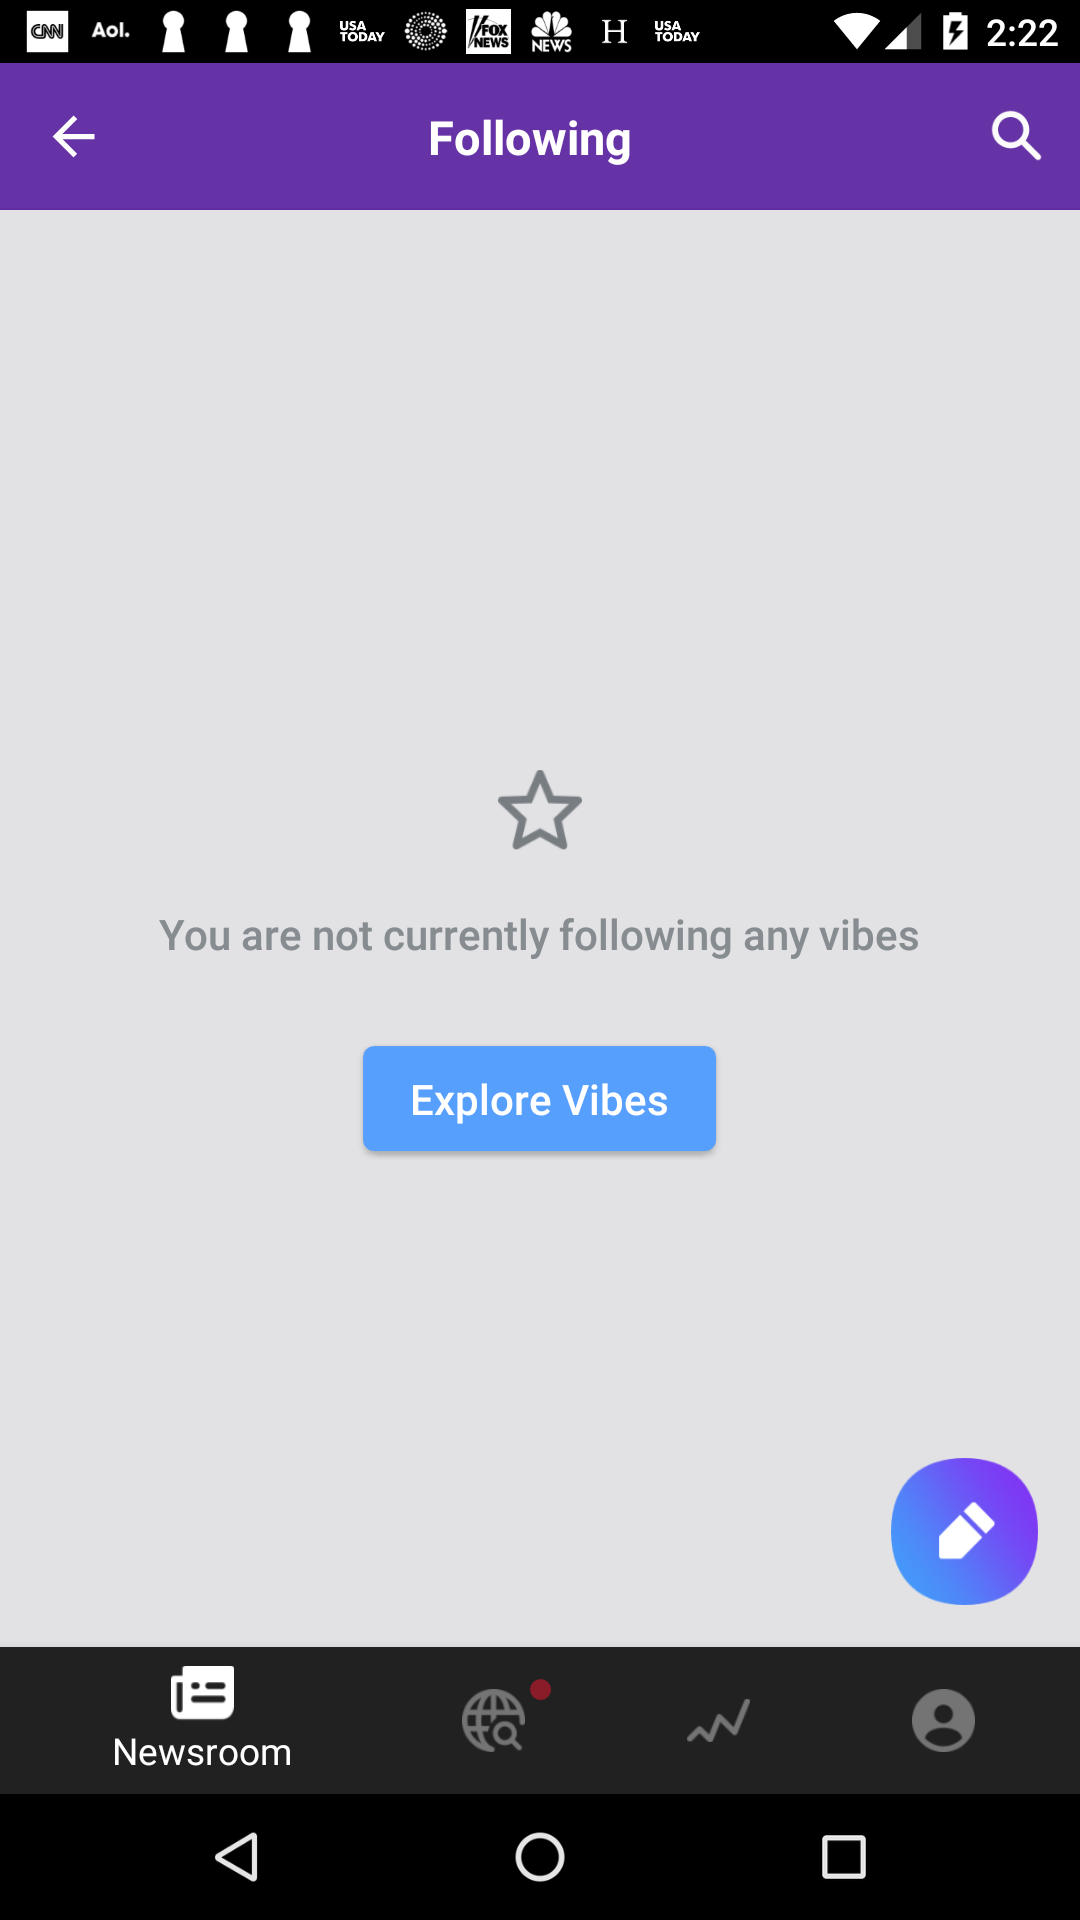 CNN Aol. USA TODAY FOX NEWS NEWS H USA TODAY 2:22
Following
You are not currently following any vibes
Explore Vibes
Newsroom